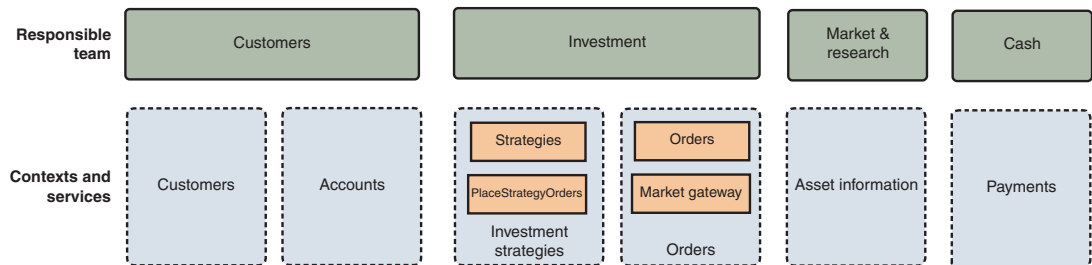 Responsible
team
Customers
Investment
Market &
research
Cash
Contexts and
services
Customers
Accounts
Strategies
PlaceStrategyOrders
Investment
strategies
Orders
Market gateway
Orders
Asset information
Payments